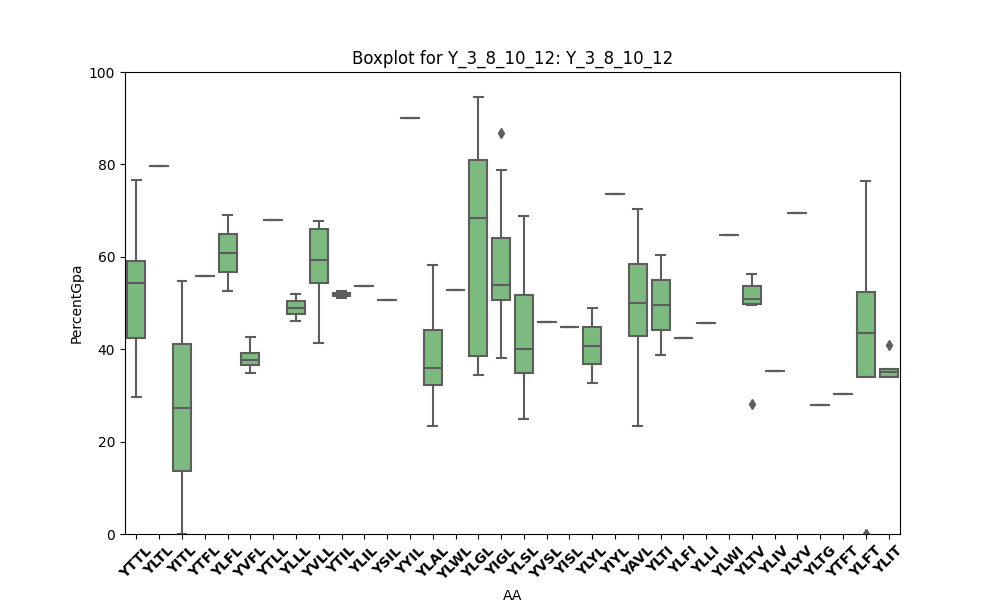 Boxplot for Y_3_8_10_12: Y_3_8_10_12
100
80
60
40
20
0
PercentGpa
YTTL YLTL YITL YTFL YLFL YVFL YTLL YLLL YVLL YTIL YLIL YSIL YYIL YLAL YLWL YLGL YIGL YLSL YVSL YISL YLYL YIYL YAVL YLTI YLFI YLLI YLWI YLTV YLIV YLYV YLTG YTFT YLFT YLIT
AA